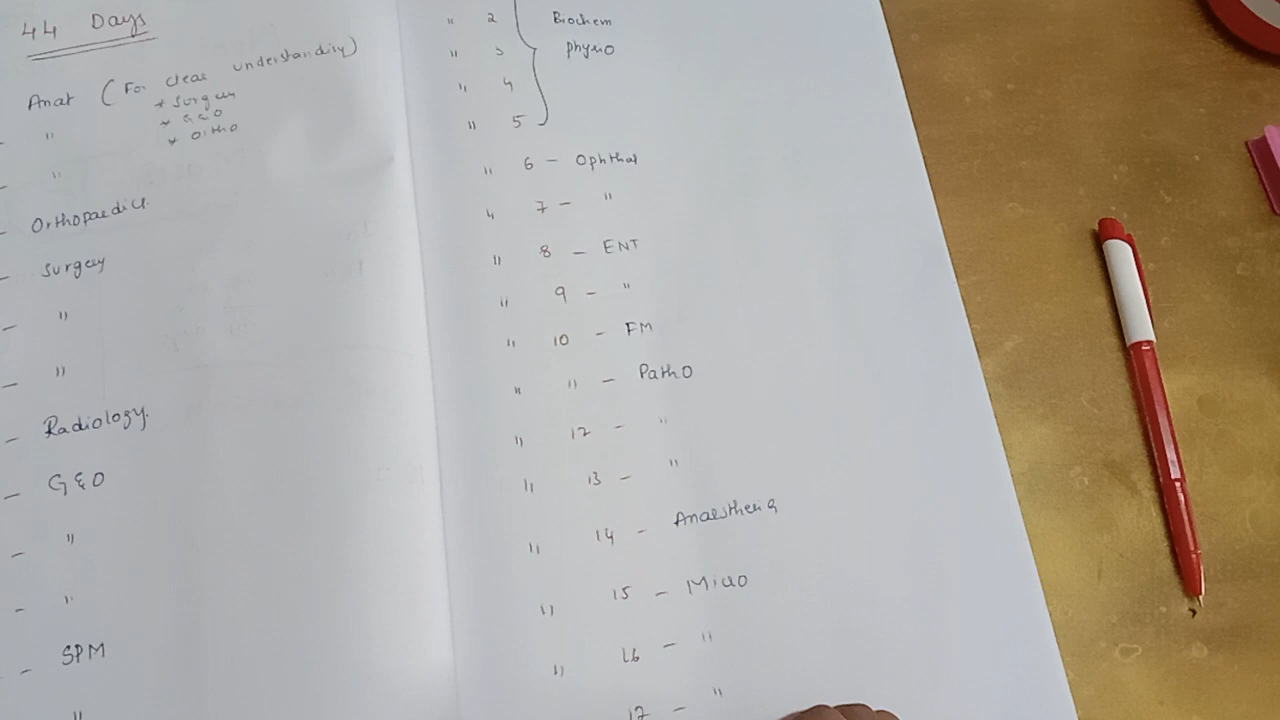 44 Days
Anat (For clear understanding)
* Surgery
" * G&O
* Ortho
"
- Orthopaedics.
- Surgery
- "
- "
- Radiology.
- G&O
- "
- "
- SPM
"
" 2 Biochem
" 3 Physio
" 4
" 5
" 6 - Ophthal
" 7 - "
" 8 - ENT
" 9 - "
" 10 - FM
" 11 - Patho
" 12 - "
" 13 - "
" 14 - Anaesthesia
" 15 - Micro
" 16 - "
17 - "